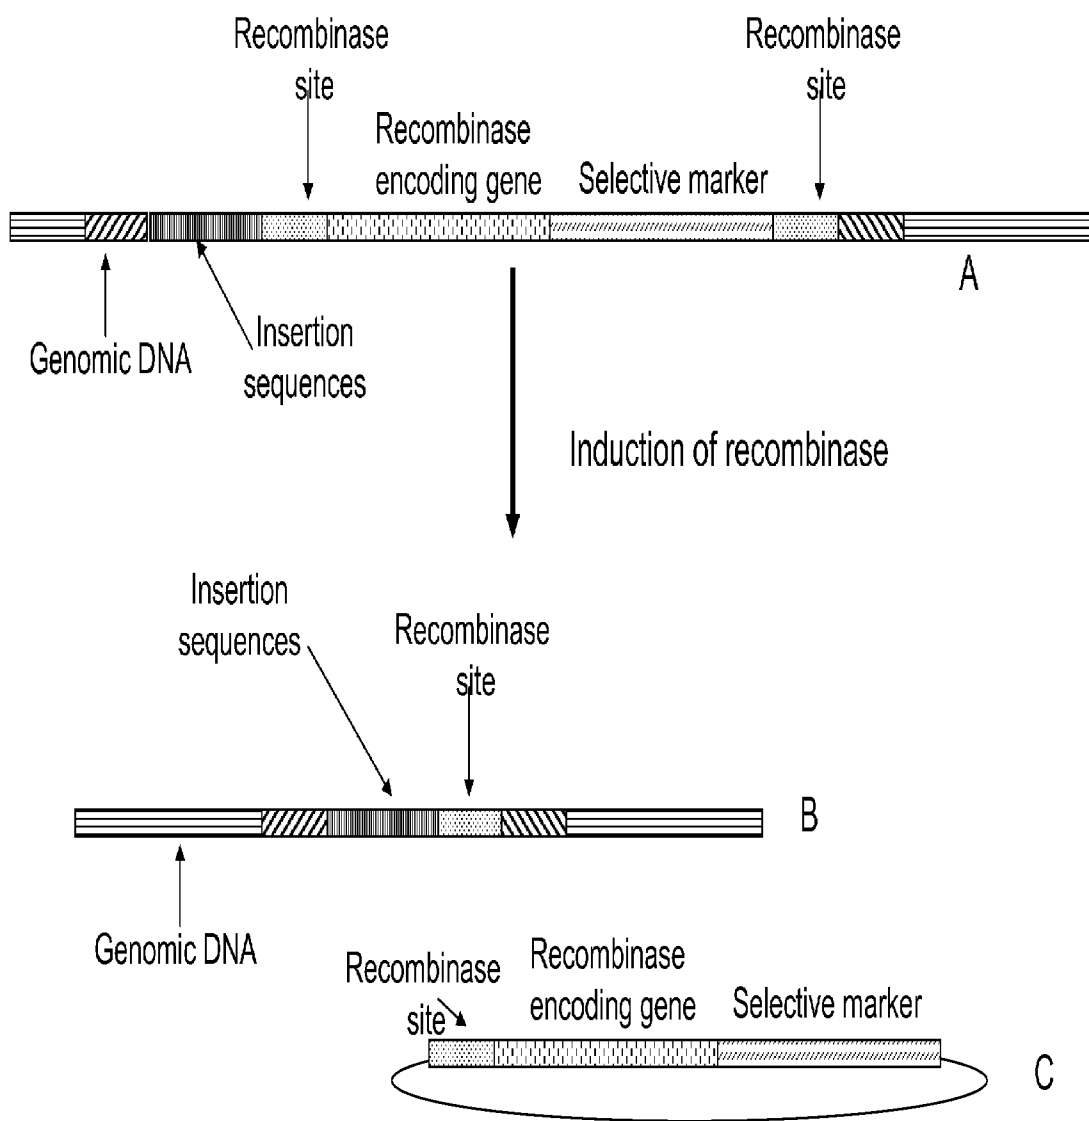 Recombinase
site
Recombinase
site
Recombinase
encoding gene
Selective marker
A
Genomic DNA
Insertion
sequences
Induction of recombinase
Insertion
sequences
Recombinase
site
B
Genomic DNA
Recombinase
site
Recombinase
encoding gene
Selective marker
C